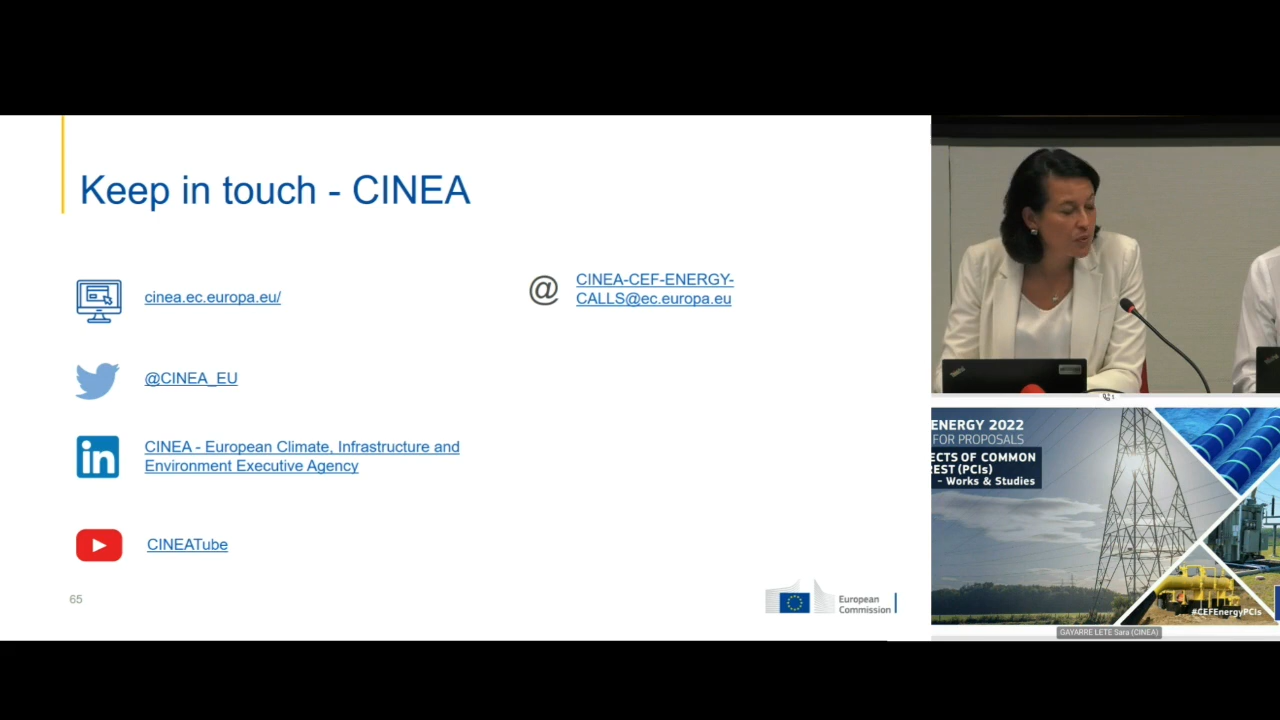 Keep in touch - CINEA
cinea.ec.europa.eu/
@
CINEA-CEF-ENERGY-
CALLS@ec.europa.eu
@CINEA_EU
in
CINEA - European Climate, Infrastructure and
Environment Executive Agency
CINEATube
65
European
Commission
ENERGY 2022
FOR PROPOSALS
ECTS OF COMMON
REST (PCIs)
- Works & Studies
#CEFEnergyPCIs
GAYARRE LETE Sara (CINEA)